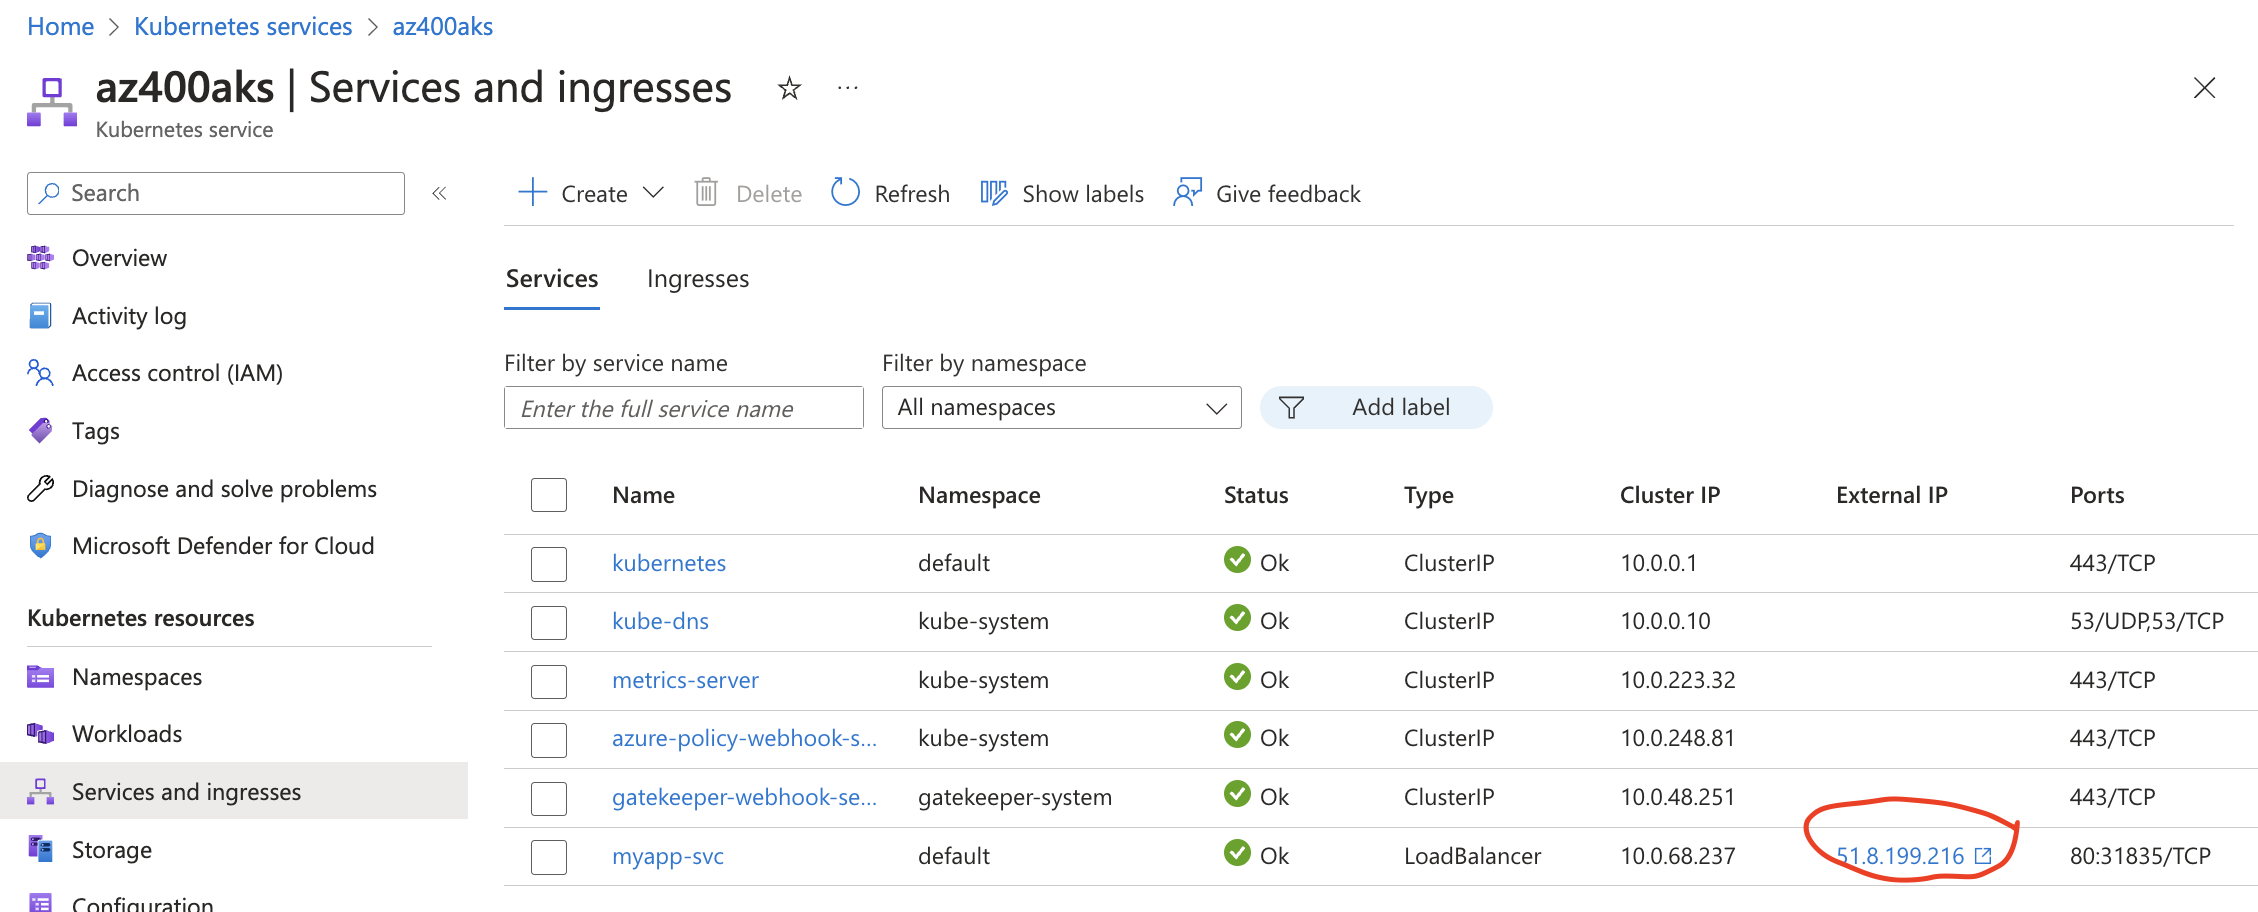 Home > Kubernetes services > az400aks
az400aks | Services and ingresses ☆ ···
Kubernetes service
Search «
+ Create Delete Refresh Show labels Give feedback
Overview
Activity log
Access control (IAM)
Tags
Diagnose and solve problems
Microsoft Defender for Cloud
Kubernetes resources
Namespaces
Workloads
Services and ingresses
Storage
Configuration
Services Ingresses
Filter by service name Filter by namespace
Enter the full service name All namespaces Add label
Name Namespace Status Type Cluster IP External IP Ports
kubernetes default Ok ClusterIP 10.0.0.1 443/TCP
kube-dns kube-system Ok ClusterIP 10.0.0.10 53/UDP,53/TCP
metrics-server kube-system Ok ClusterIP 10.0.223.32 443/TCP
azure-policy-webhook-s... kube-system Ok ClusterIP 10.0.248.81 443/TCP
gatekeeper-webhook-se... gatekeeper-system Ok ClusterIP 10.0.48.251 443/TCP
myapp-svc default Ok LoadBalancer 10.0.68.237 51.8.199.216 80:31835/TCP